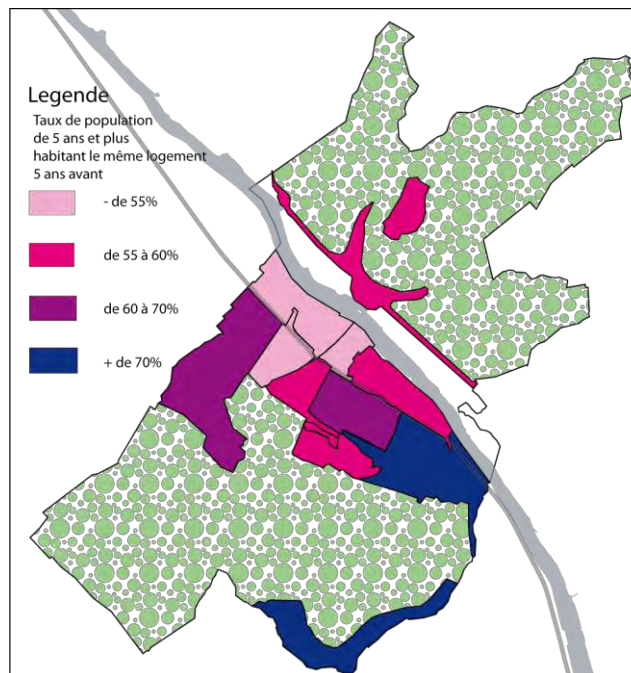 Legende
Taux de population
de 5 ans et plus
habitant le même logement
5 ans avant
- de 55%
de 55 à 60%
de 60 à 70%
+ de 70%